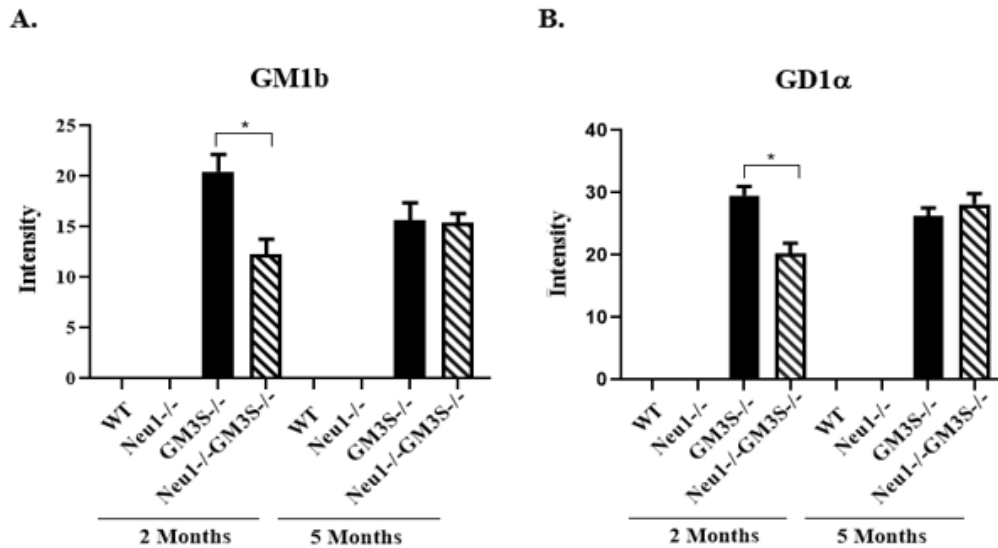 A.
GM1b
Intensity
25
20
15
10
5
0
*
WT
Neu1-/-
GM3S-/-
Neu1-/-GM3S-/-
WT
Neu1-/-
GM3S-/-
Neu1-/-GM3S-/-
2 Months
5 Months
B.
GD1α
Intensity
40
30
20
10
0
*
WT
Neu1-/-
GM3S-/-
Neu1-/-GM3S-/-
WT
Neu1-/-
GM3S-/-
Neu1-/-GM3S-/-
2 Months
5 Months